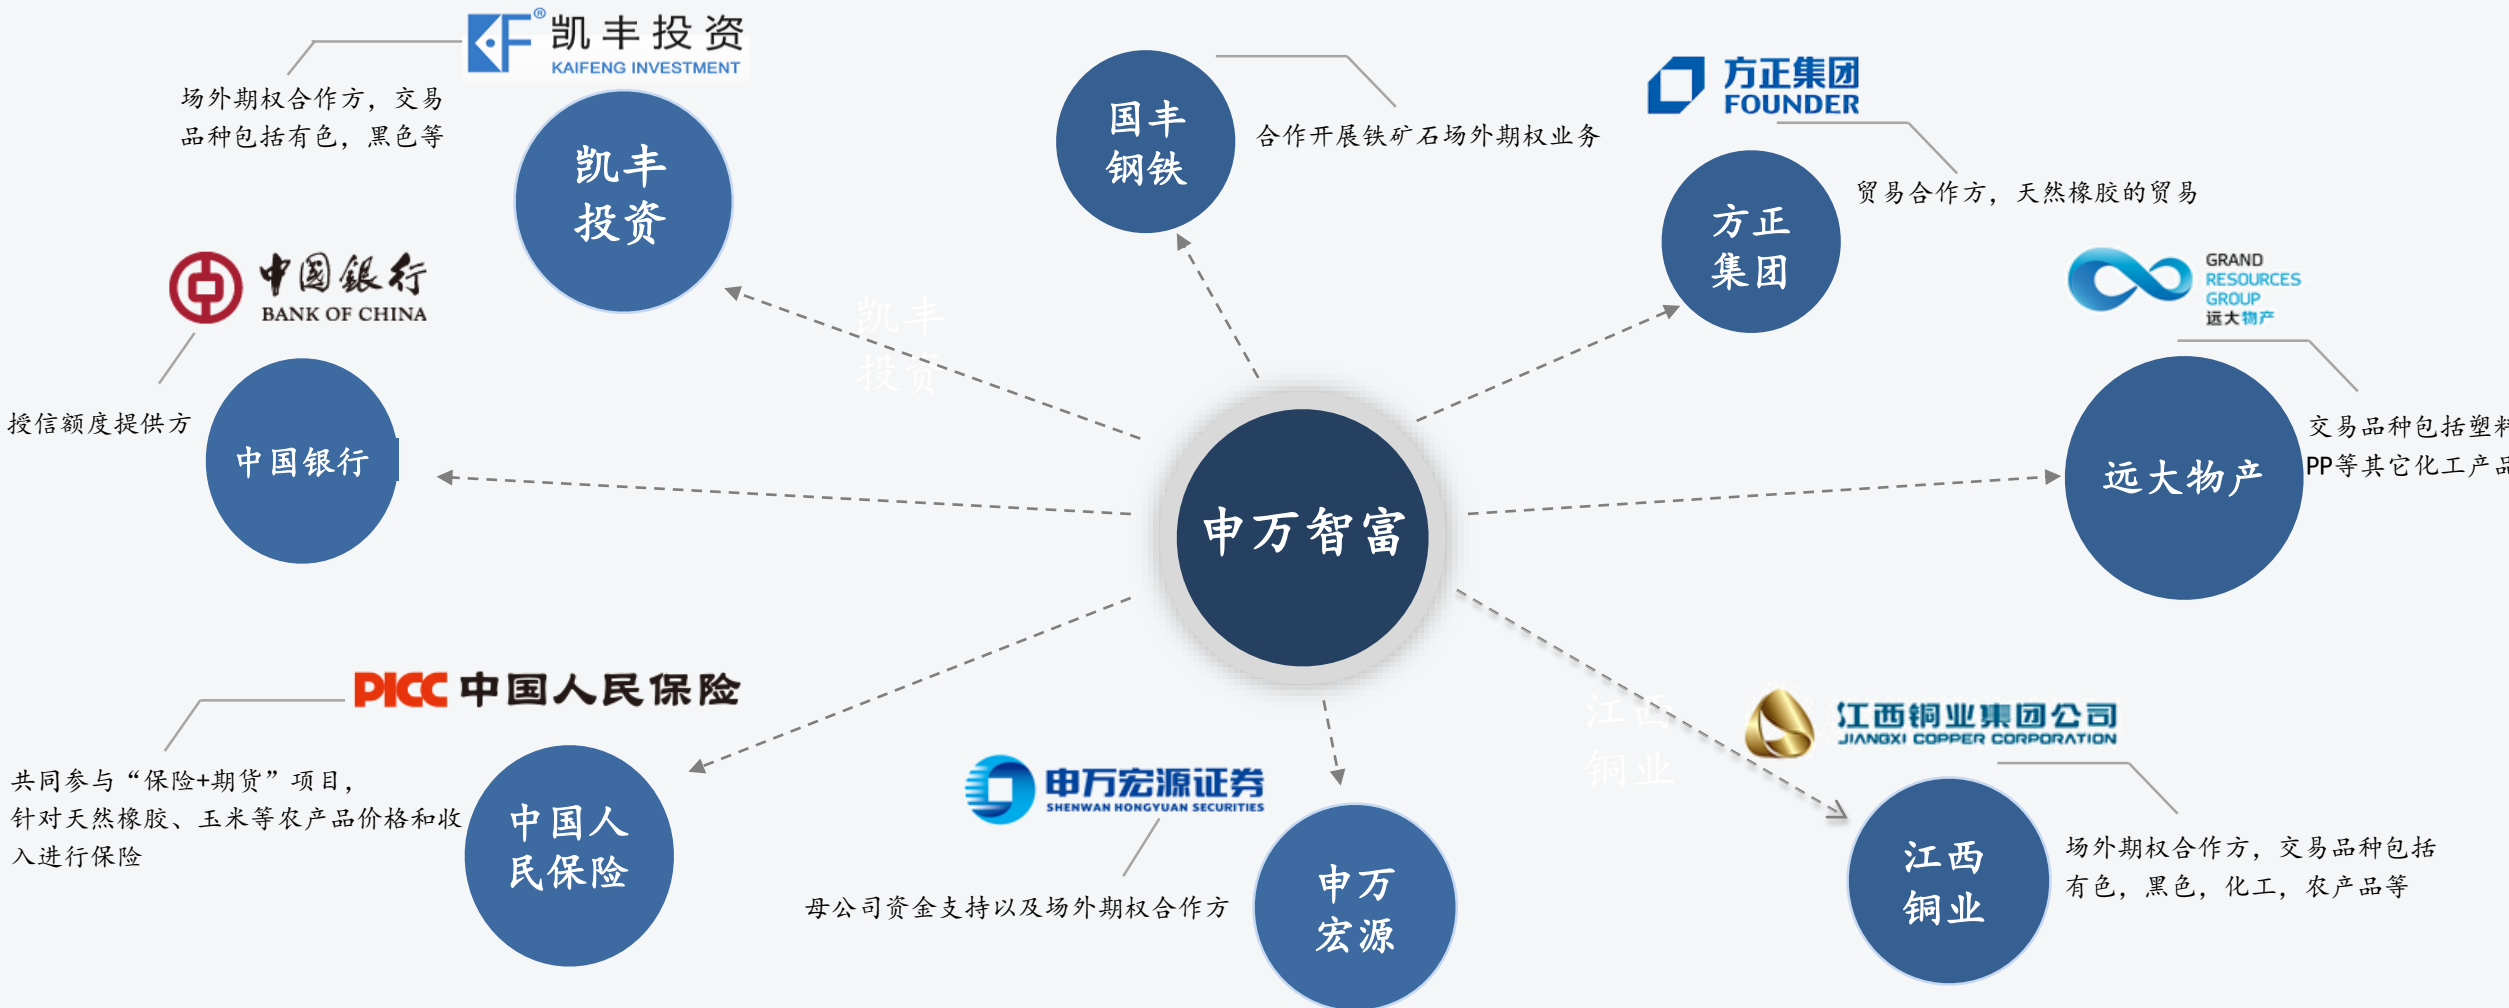 凯丰投资
KAIFENG INVESTMENT
场外期权合作方，交易
品种包括有色，黑色等
凯丰
投资
国丰
钢铁
合作开展铁矿石场外期权业务
方正集团
FOUNDER
贸易合作方，天然橡胶的贸易
方正
集团
中國銀行
BANK OF CHINA
授信额度提供方
中国银行
凯丰
投资
GRAND
RESOURCES
GROUP
远大物产
交易品种包括塑料
PP等其它化工产品
远大物产
申万智富
PICC 中国人民保险
共同参与“保险+期货”项目，
针对天然橡胶、玉米等农产品价格和收
入进行保险
中国人
民保险
申万宏源证券
SHENWAN HONGYUAN SECURITIES
母公司资金支持以及场外期权合作方
申万
宏源
江西
铜业
江西铜业集团公司
JIANGXI COPPER CORPORATION
江西
铜业
场外期权合作方，交易品种包括
有色，黑色，化工，农产品等